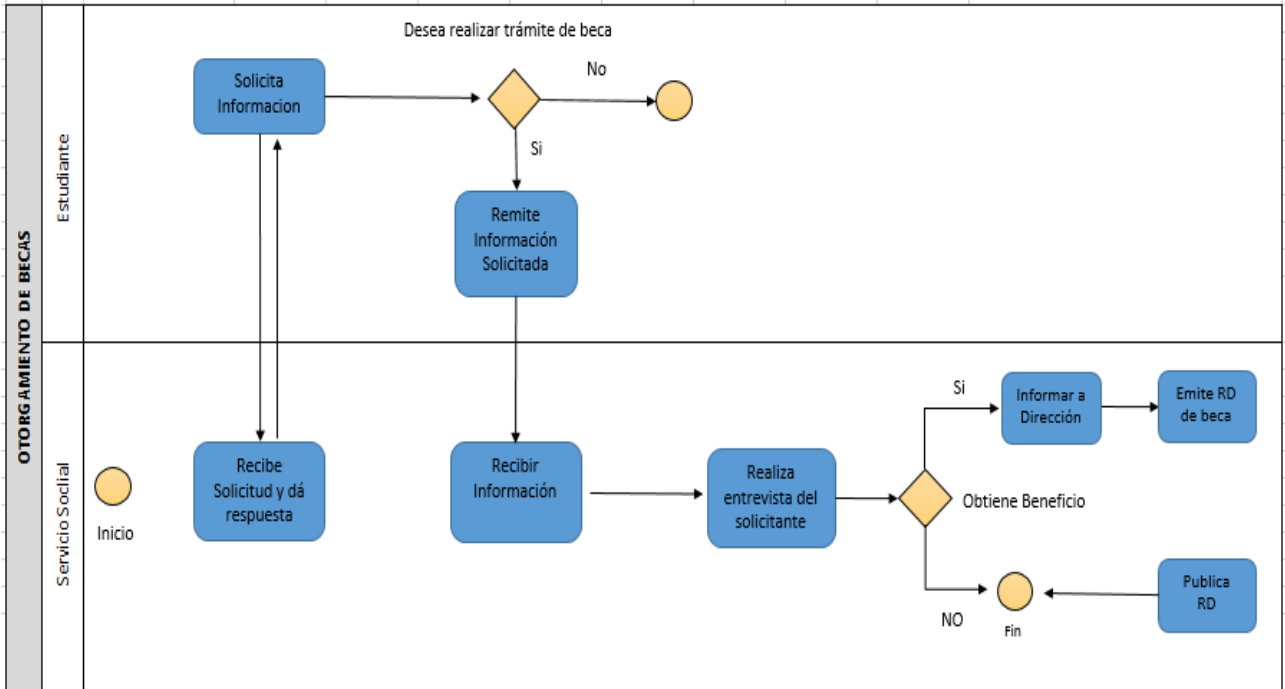 OTORGAMIENTO DE BECAS
Estudiante
Desea realizar trámite de beca
Solicita
Informacion
No
Si
Remite
Información
Solicitada
Servicio Soclial
Inicio
Recibe
Solicitud y dá
respuesta
Recibir
Información
Realiza
entrevista del
solicitante
Obtiene Beneficio
Si
Informar a
Dirección
Emite RD
de beca
NO
Fin
Publica
RD